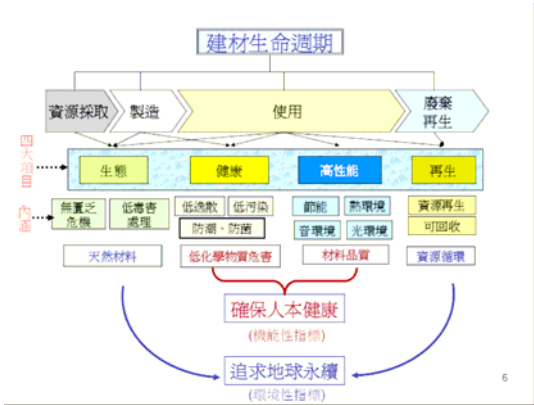 建材生命週期
資源採取
製造
使用
廢棄
再生
四大項目
生態
健康
高性能
再生
內涵
無匱乏
危機
低毒害
處理
低逸散
低污染
防潮、防菌
節能
熱環境
音環境
光環境
資源再生
可回收
天然材料
低化學物質危害
材料品質
資源循環
確保人本健康
(機能性指標)
追求地球永續
(環境性指標)
6